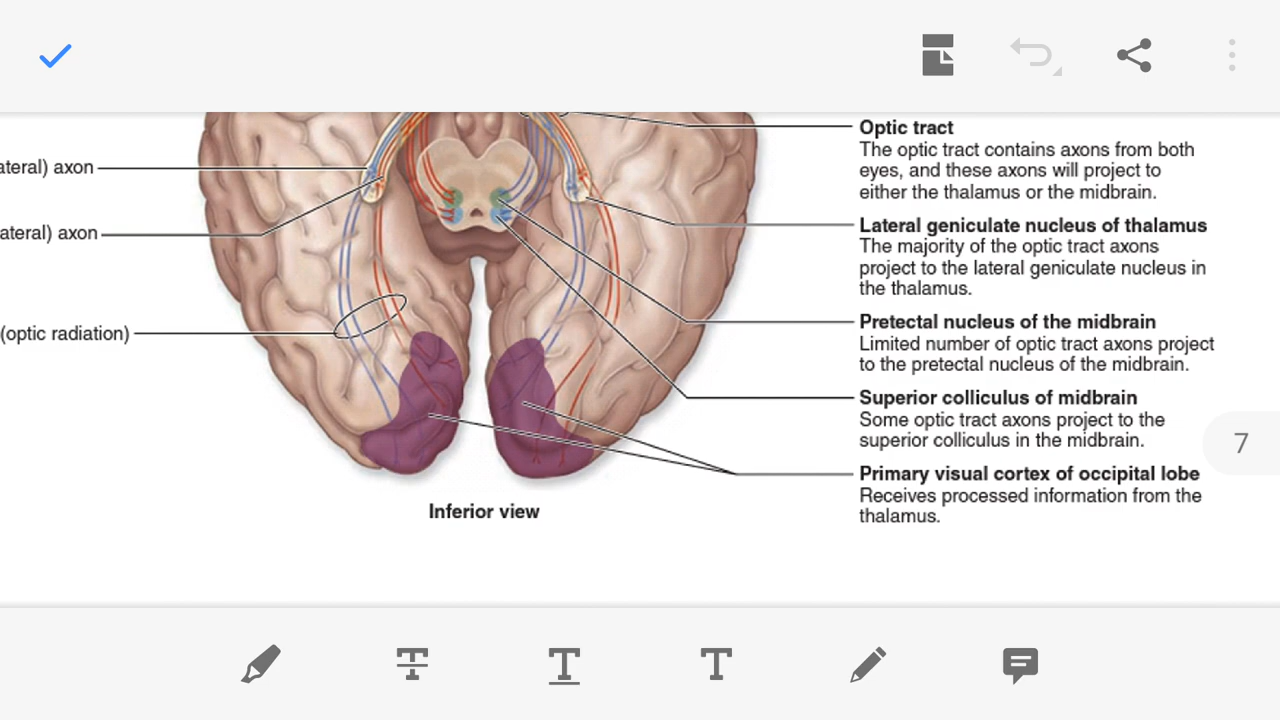 Optic tract
The optic tract contains axons from both
eyes, and these axons will project to
either the thalamus or the midbrain.
ateral) axon
Lateral geniculate nucleus of thalamus
ateral) axon
The majority of the optic tract axons
project to the lateral geniculate nucleus in
the thalamus.
Pretectal nucleus of the midbrain
(optic radiation)
Limited number of optic tract axons project
to the pretectal nucleus of the midbrain.
Superior colliculus of midbrain
Some optic tract axons project to the
superior colliculus in the midbrain.
7
Primary visual cortex of occipital lobe
Receives processed information from the
thalamus.
Inferior view